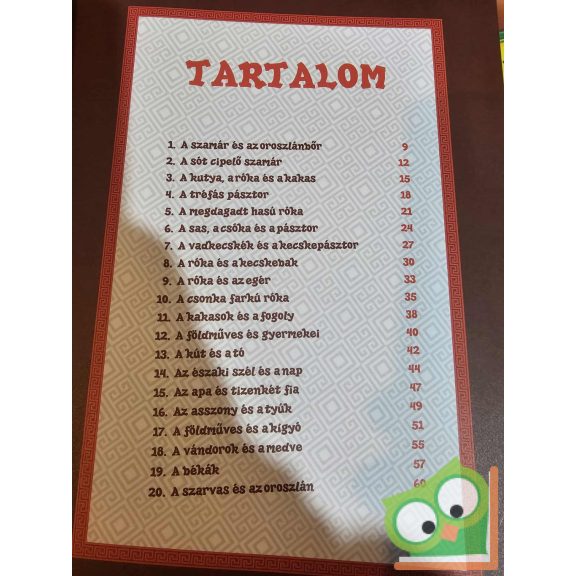 TARTALOM
1. A szamár és az oroszlánbőr 9
2. A sót cipelő szamár 12
3. A kutya, a róka és a kakas 15
4. A tréfás pásztor 18
5. A megdagadt hasú róka 21
6. A sas, a csóka és a pásztor 24
7. A vadkecskék és a kecskepásztor 27
8. A róka és a kecskebak 30
9. A róka és az egér 33
10. A csonka farkú róka 35
11. A kakasok és a fogoly 38
12. A földműves és gyermekei 40
13. A kút és a tó 42
14. Az északi szél és a nap 44
15. Az apa és tizenkét fia 47
16. Az asszony és a tyúk 49
17. A földműves és a kígyó 51
18. A vándorok és a medve 55
19. A békák 57
20. A szarvas és az oroszlán